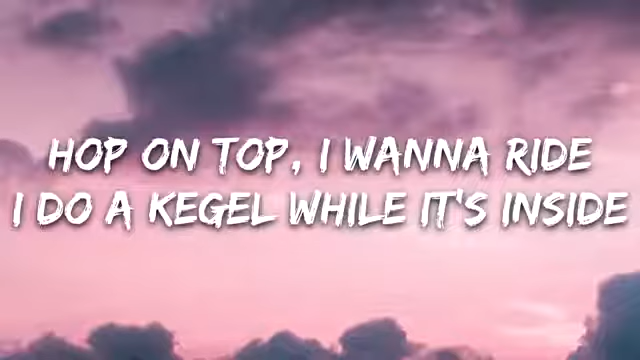 HOP ON TOP, I WANNA RIDE
I DO A KEGEL WHILE IT'S INSIDE